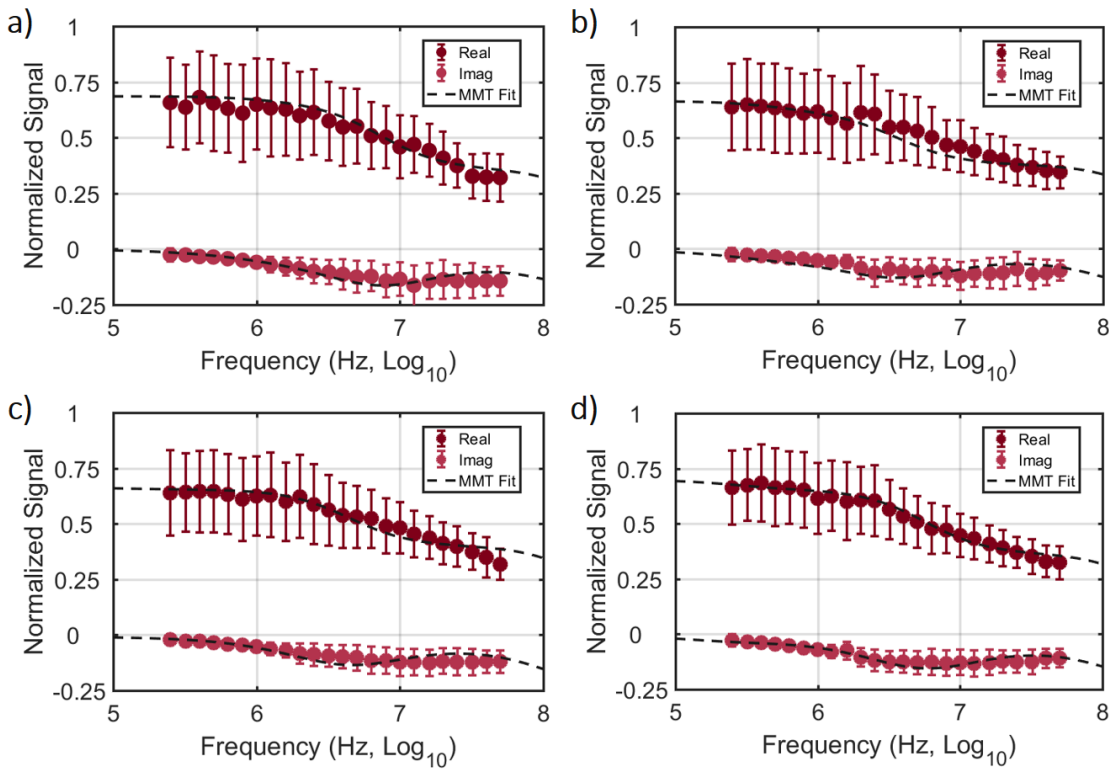 a)
1
0.75
0.5
0.25
0
-0.25
Normalized Signal
Real
Imag
MMT Fit
5 6 7 8
Frequency (Hz, Log10)
b)
1
0.75
0.5
0.25
0
-0.25
Normalized Signal
Real
Imag
MMT Fit
5 6 7 8
Frequency (Hz, Log10)
c)
1
0.75
0.5
0.25
0
-0.25
Normalized Signal
Real
Imag
MMT Fit
5 6 7 8
Frequency (Hz, Log10)
d)
1
0.75
0.5
0.25
0
-0.25
Normalized Signal
Real
Imag
MMT Fit
5 6 7 8
Frequency (Hz, Log10)